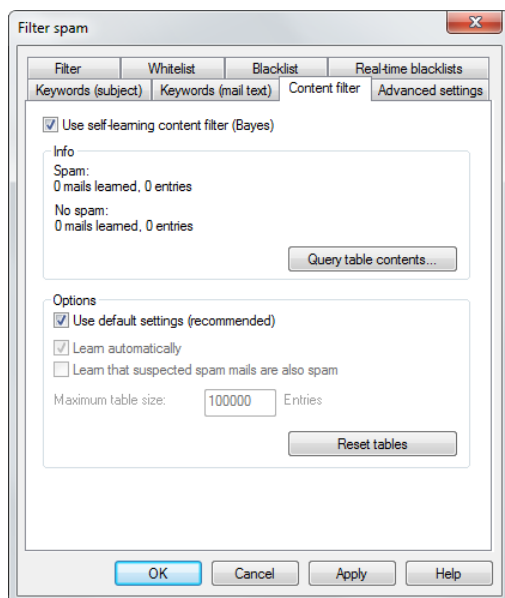 Filter spam
Filter Whitelist Blacklist Real-time blacklists
Keywords (subject) Keywords (mail text) Content filter Advanced settings
Use self-learning content filter (Bayes)
Info
Spam:
0 mails learned, 0 entries
No spam:
0 mails learned, 0 entries
Query table contents...
Options
Use default settings (recommended)
Learn automatically
Learn that suspected spam mails are also spam
Maximum table size: 100000 Entries
Reset tables
OK Cancel Apply Help